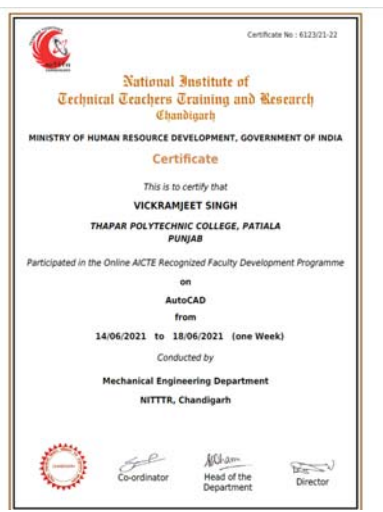 Certificate No : 6123/21-22
National Institute of
Technical Teachers Training and Research
Chandigarh
MINISTRY OF HUMAN RESOURCE DEVELOPMENT, GOVERNMENT OF INDIA
Certificate
This is to certify that
VICKRAMJEET SINGH
THAPAR POLYTECHNIC COLLEGE, PATIALA
PUNJAB
Participated in the Online AICTE Recognized Faculty Development Programme
on
AutoCAD
from
14/06/2021 to 18/06/2021 (one Week)
Conducted by
Mechanical Engineering Department
NITTTR, Chandigarh
Co-ordinator
Head of the
Department
Director